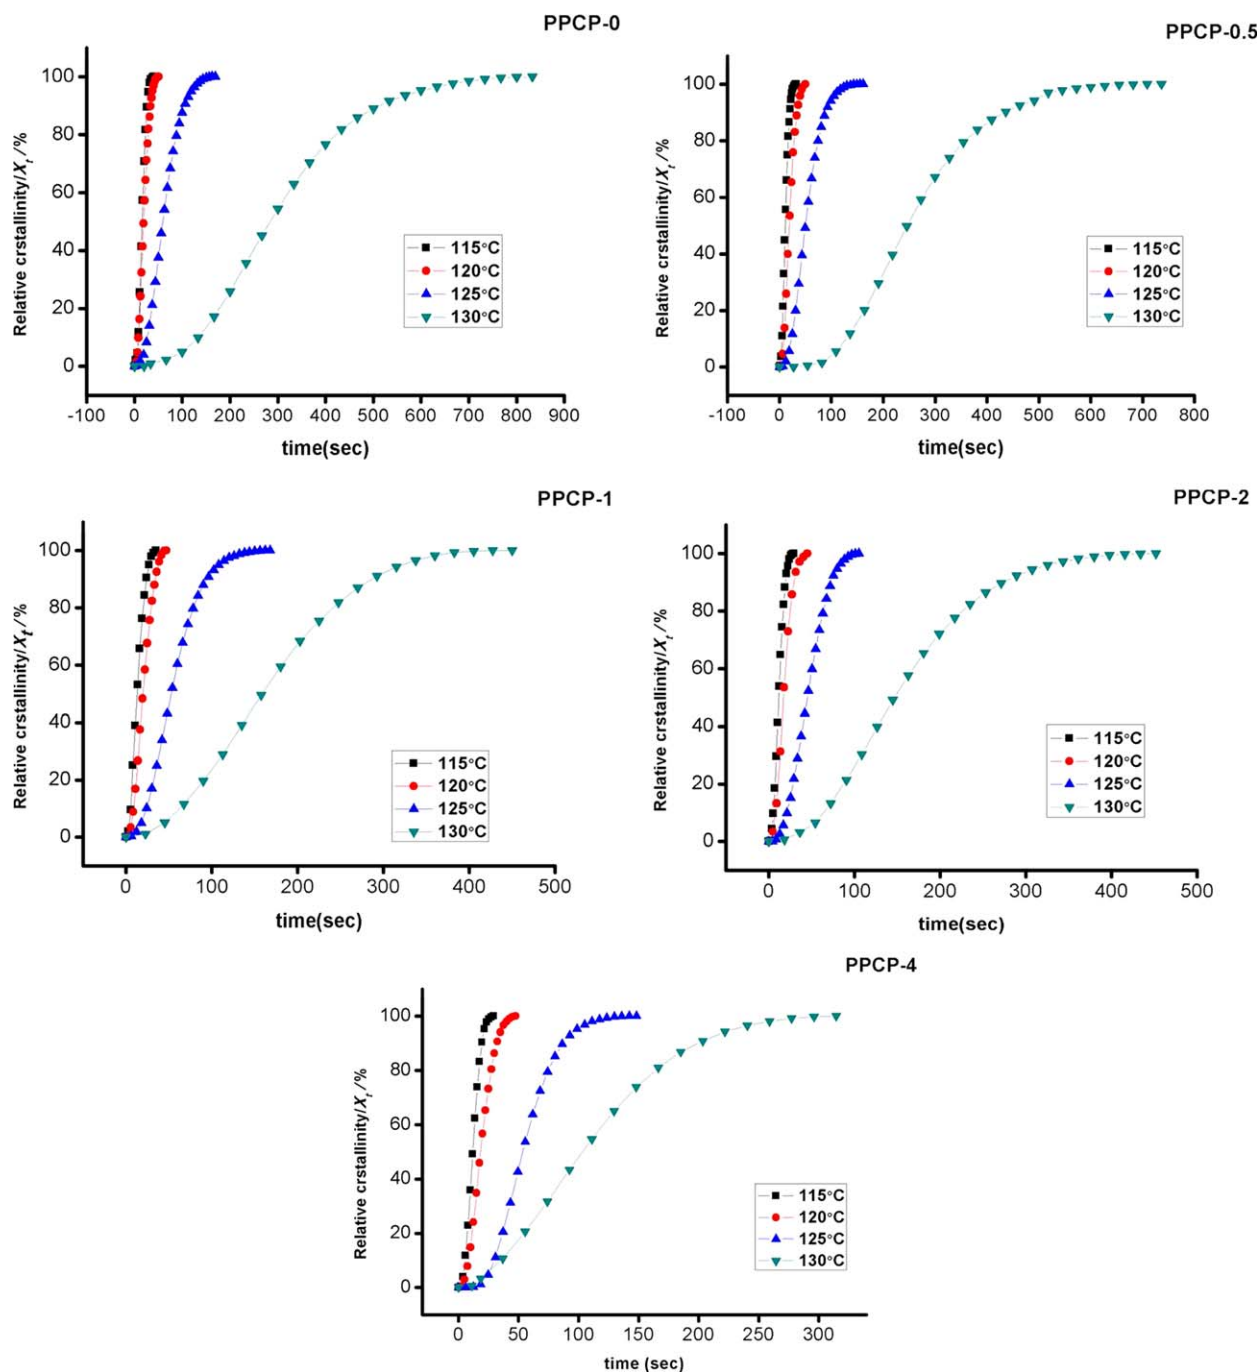 PPCP-0
Relative crstallinity/Xt /%
100
80
60
40
20
0
115°C
120°C
125°C
130°C
-100 0 100 200 300 400 500 600 700 800 900
time(sec)
PPCP-0.5
Relative crstallinity/Xt /%
100
80
60
40
20
0
115°C
120°C
125°C
130°C
-100 0 100 200 300 400 500 600 700 800
time(sec)
PPCP-1
Relative crstallinity/Xt /%
100
80
60
40
20
0
115°C
120°C
125°C
130°C
0 100 200 300 400 500
time(sec)
PPCP-2
Relative crstallinity/Xt /%
100
80
60
40
20
0
115°C
120°C
125°C
130°C
0 100 200 300 400 500
time(sec)
PPCP-4
Relative crstallinity/Xt /%
100
80
60
40
20
0
115°C
120°C
125°C
130°C
0 50 100 150 200 250 300
time (sec)